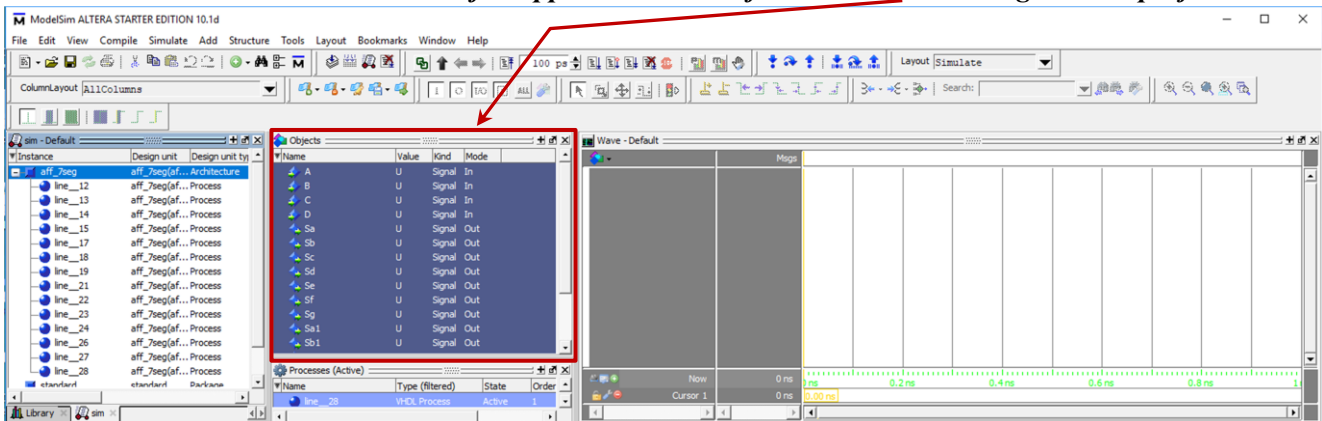 ModelSim ALTERA STARTER EDITION 10.1d
File Edit View Compile Simulate Add Structure Tools Layout Bookmarks Window Help
100 ps
Layout Simulate
ColumnLayout AllColumns
Search:
sim - Default
Instance Design unit Design unit typ
aff_7seg aff_7seg(af... Architecture
line__12 aff_7seg(af... Process
line__13 aff_7seg(af... Process
line__14 aff_7seg(af... Process
line__15 aff_7seg(af... Process
line__17 aff_7seg(af... Process
line__18 aff_7seg(af... Process
line__19 aff_7seg(af... Process
line__21 aff_7seg(af... Process
line__22 aff_7seg(af... Process
line__23 aff_7seg(af... Process
line__24 aff_7seg(af... Process
line__26 aff_7seg(af... Process
line__27 aff_7seg(af... Process
line__28 aff_7seg(af... Process
standard standard Package
Library sim
Objects
Name Value Kind Mode
A U Signal In
B U Signal In
C U Signal In
D U Signal In
Sa U Signal Out
Sb U Signal Out
Sc U Signal Out
Sd U Signal Out
Se U Signal Out
Sf U Signal Out
Sg U Signal Out
Sa1 U Signal Out
Sb1 U Signal Out
Processes (Active)
Name Type (filtered) State Order
line__28 VHDL Process Active 1
Wave - Default
Msgs
Now 0 ns
Cursor 1 0 ns
ns 0.2 ns 0.4 ns 0.6 ns 0.8 ns
0.00 ns